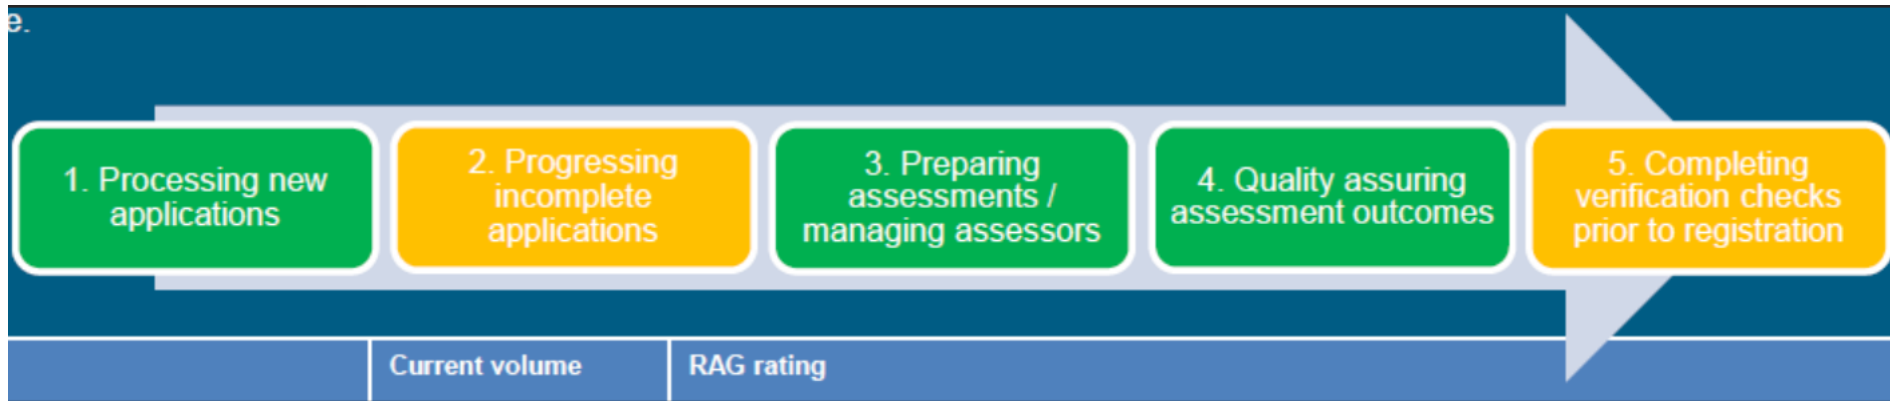 e.
1. Processing new
applications
2. Progressing
incomplete
applications
3. Preparing
assessments /
managing assessors
4. Quality assuring
assessment outcomes
5. Completing
verification checks
prior to registration
Current volume
RAG rating